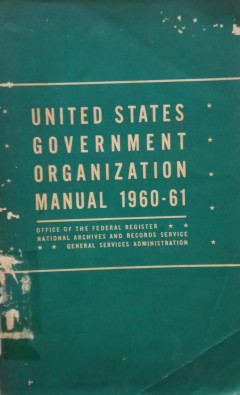 UNITED STATES
GOVERNMENT
ORGANIZATION
MANUAL 1960-61
OFFICE OF THE FEDERAL REGISTER ★ ★
NATIONAL ARCHIVES AND RECORDS SERVICE
★ ★ GENERAL SERVICES ADMINISTRATION